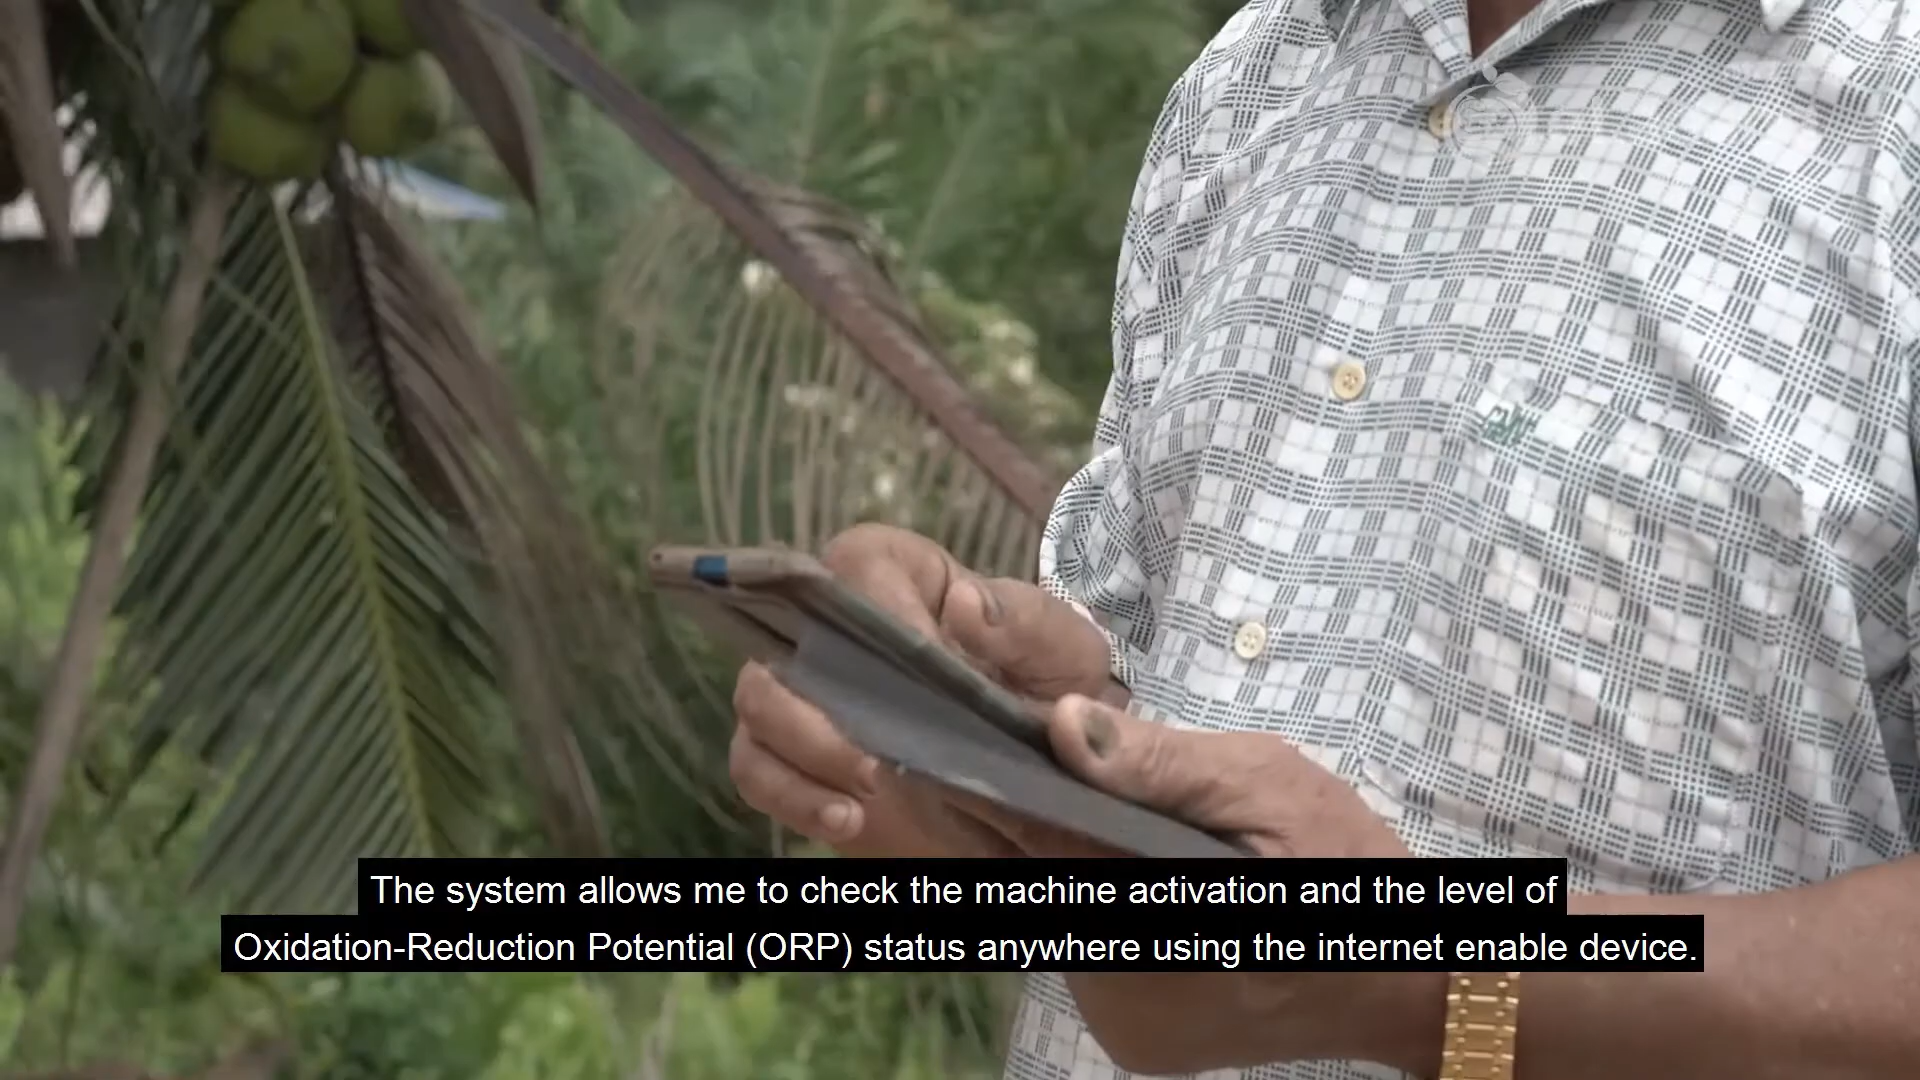 The system allows me to check the machine activation and the level of
Oxidation-Reduction Potential (ORP) status anywhere using the internet enable device.